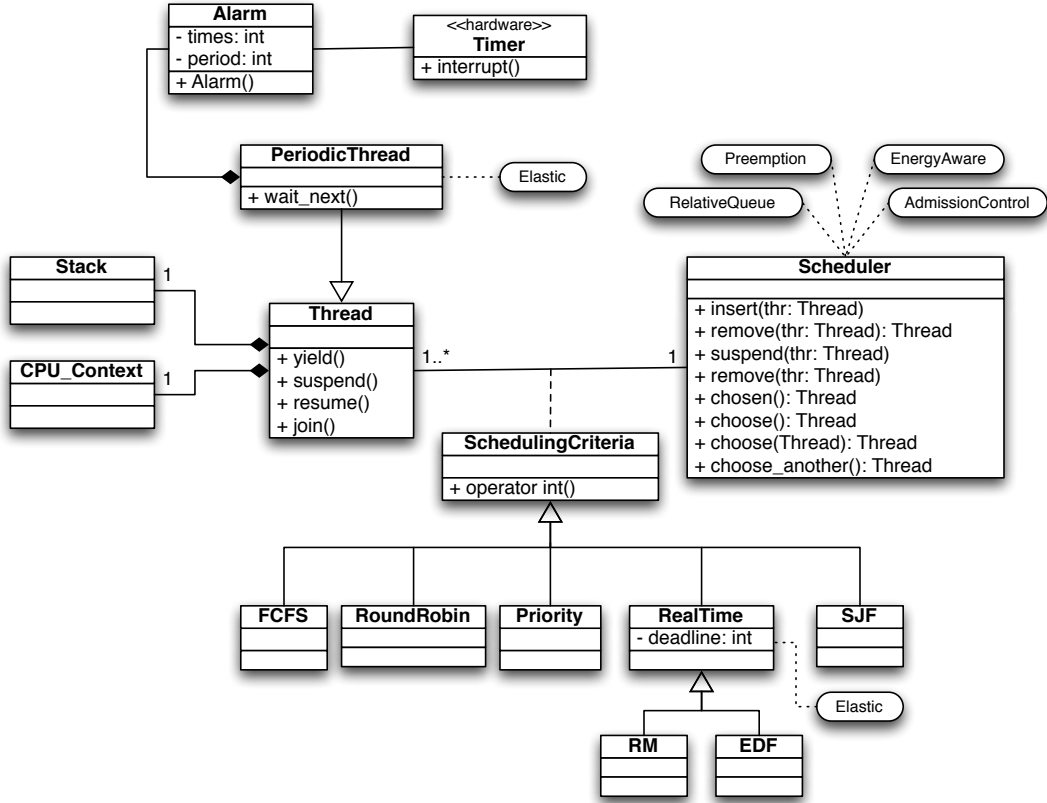 Alarm
- times: int
- period: int
+ Alarm()
<<hardware>>
Timer
+ interrupt()
PeriodicThread
+ wait_next()
Elastic
Preemption
EnergyAware
RelativeQueue
AdmissionControl
Stack
1
CPU_Context
1
Thread
+ yield()
+ suspend()
+ resume()
+ join()
1..*
1
Scheduler
+ insert(thr: Thread)
+ remove(thr: Thread): Thread
+ suspend(thr: Thread)
+ remove(thr: Thread)
+ chosen(): Thread
+ choose(): Thread
+ choose(Thread): Thread
+ choose_another(): Thread
SchedulingCriteria
+ operator int()
FCFS
RoundRobin
Priority
RealTime
- deadline: int
SJF
Elastic
RM
EDF